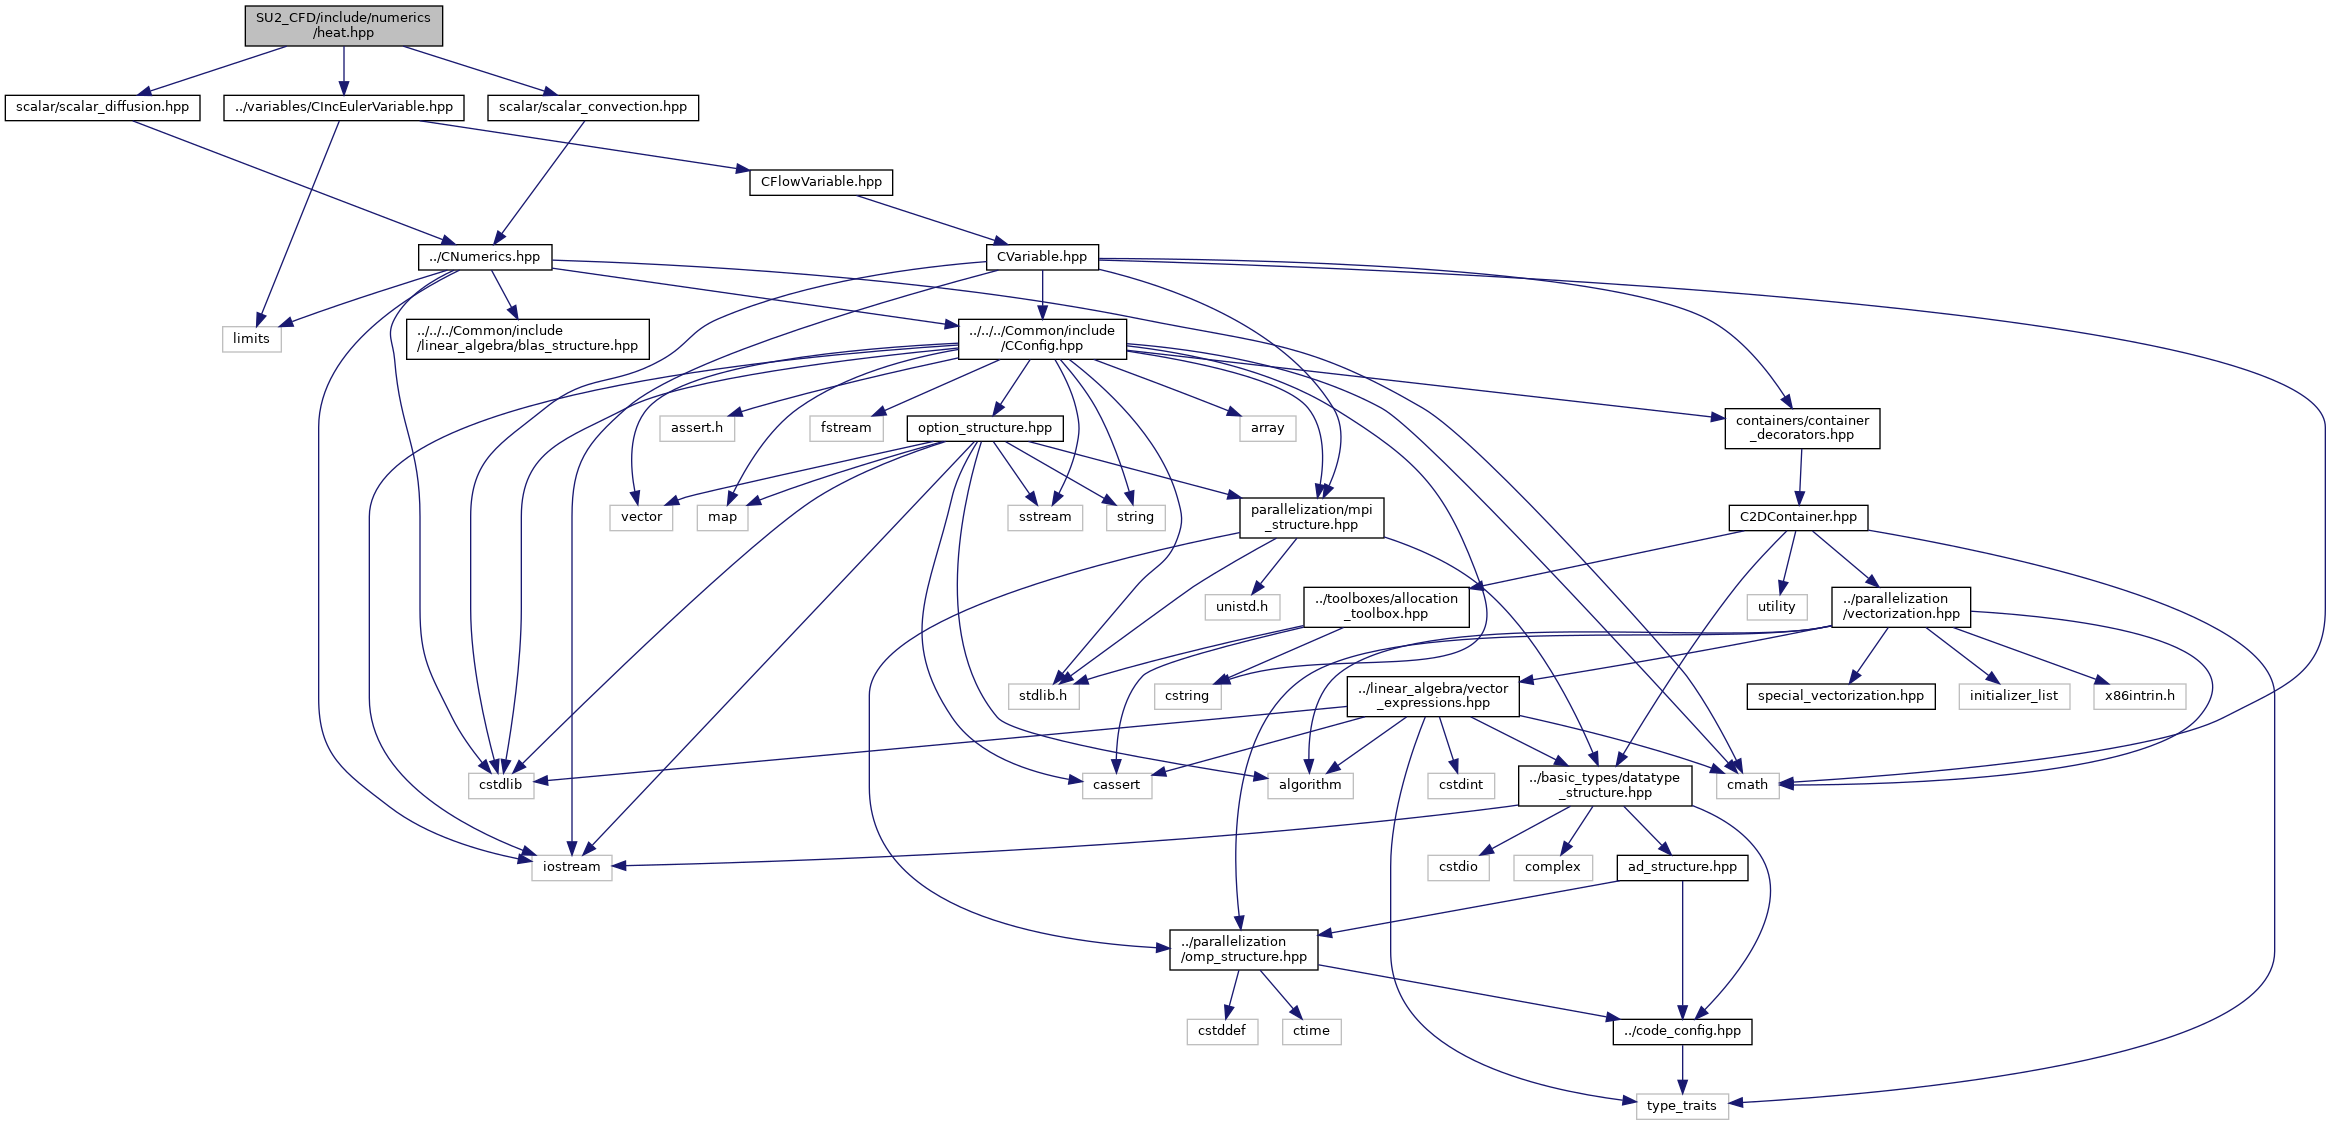 SU2_CFD/include/numerics
/heat.hpp
scalar/scalar_diffusion.hpp
../variables/CIncEulerVariable.hpp
scalar/scalar_convection.hpp
CFlowVariable.hpp
../CNumerics.hpp
CVariable.hpp
limits
../../../Common/include
/linear_algebra/blas_structure.hpp
../../../Common/include
/CConfig.hpp
assert.h
fstream
option_structure.hpp
array
containers/container
_decorators.hpp
vector
map
sstream
string
parallelization/mpi
_structure.hpp
C2DContainer.hpp
unistd.h
../toolboxes/allocation
_toolbox.hpp
utility
../parallelization
/vectorization.hpp
stdlib.h
cstring
../linear_algebra/vector
_expressions.hpp
special_vectorization.hpp
initializer_list
x86intrin.h
cstdlib
cassert
algorithm
cstdint
../basic_types/datatype
_structure.hpp
cmath
iostream
cstdio
complex
ad_structure.hpp
../parallelization
/omp_structure.hpp
cstddef
ctime
../code_config.hpp
type_traits